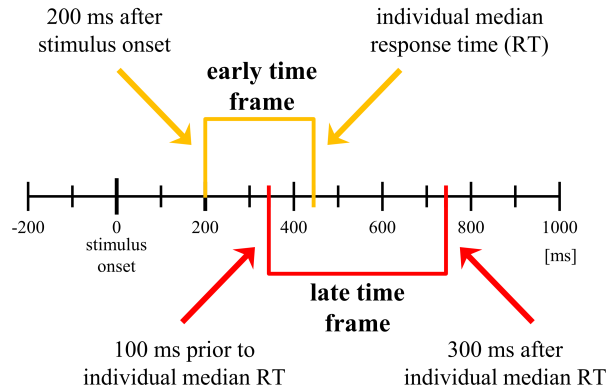 200 ms after
stimulus onset
individual median
response time (RT)
early time
frame
-200
0
200
400
600
800
1000
stimulus
onset
[ms]
late time
frame
100 ms prior to
individual median RT
300 ms after
individual median RT